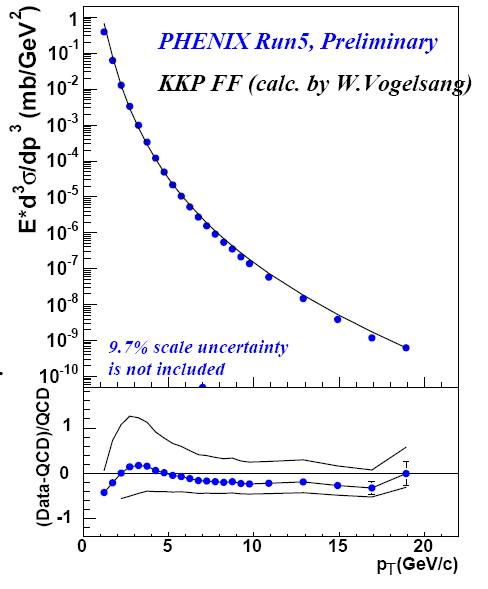 E*d³σ/dp³ (mb/GeV²)
1
10⁻¹
10⁻²
10⁻³
10⁻⁴
10⁻⁵
10⁻⁶
10⁻⁷
10⁻⁸
10⁻⁹
10⁻¹⁰
PHENIX Run5, Preliminary
KKP FF (calc. by W.Vogelsang)
9.7% scale uncertainty
is not included
(Data-QCD)/QCD
1
0
-1
0 5 10 15 20
pT(GeV/c)